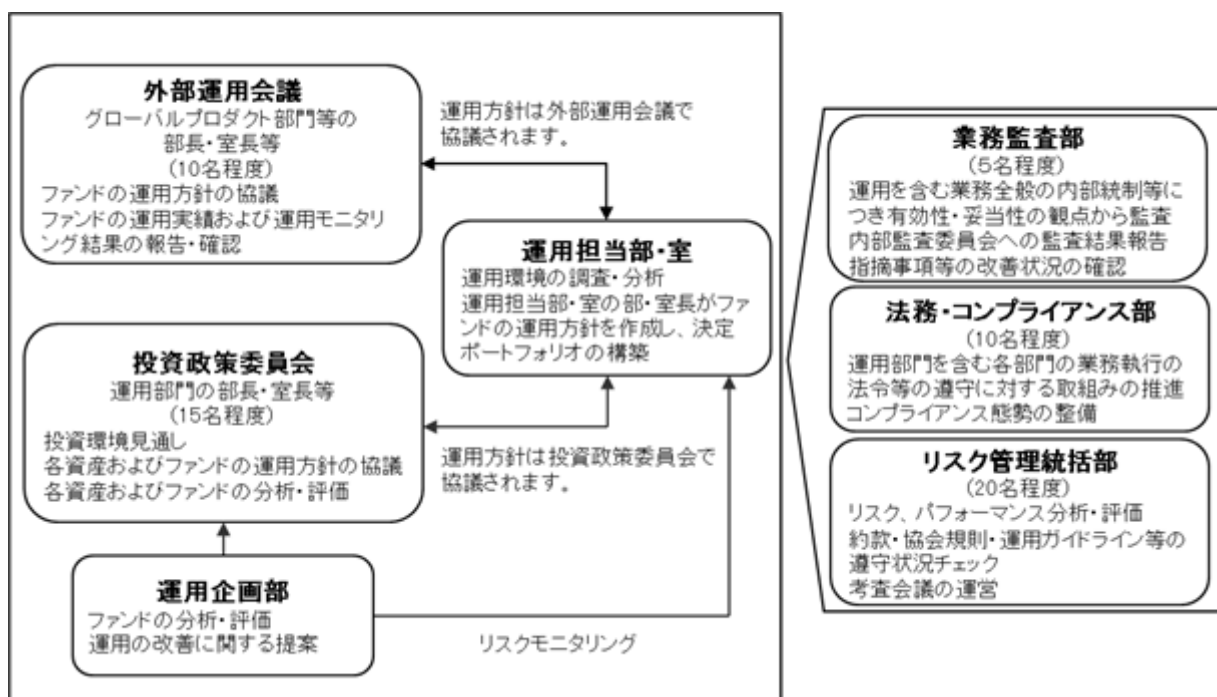 外部運用会議
グローバルプロダクト部門等の
部長・室長等
(10名程度)
ファンドの運用方針の協議
ファンドの運用実績および運用モニタリ
ング結果の報告・確認
運用方針は外部運用会議で
協議されます。
運用担当部・室
運用環境の調査・分析
運用担当部・室の部・室長がファ
ンドの運用方針を作成し、決定
ポートフォリオの構築
投資政策委員会
運用部門の部長・室長等
(15名程度)
投資環境見通し
各資産およびファンドの運用方針の協議
各資産およびファンドの分析・評価
運用方針は投資政策委員会で
協議されます。
運用企画部
ファンドの分析・評価
運用の改善に関する提案
リスクモニタリング
業務監査部
(5名程度)
運用を含む業務全般の内部統制等に
つき有効性・妥当性の観点から監査
内部監査委員会への監査結果報告
指摘事項等の改善状況の確認
法務・コンプライアンス部
(10名程度)
運用部門を含む各部門の業務執行の
法令等の遵守に対する取組みの推進
コンプライアンス態勢の整備
リスク管理統括部
(20名程度)
リスク、パフォーマンス分析・評価
約款・協会規則・運用ガイドライン等の
遵守状況チェック
考査会議の運営